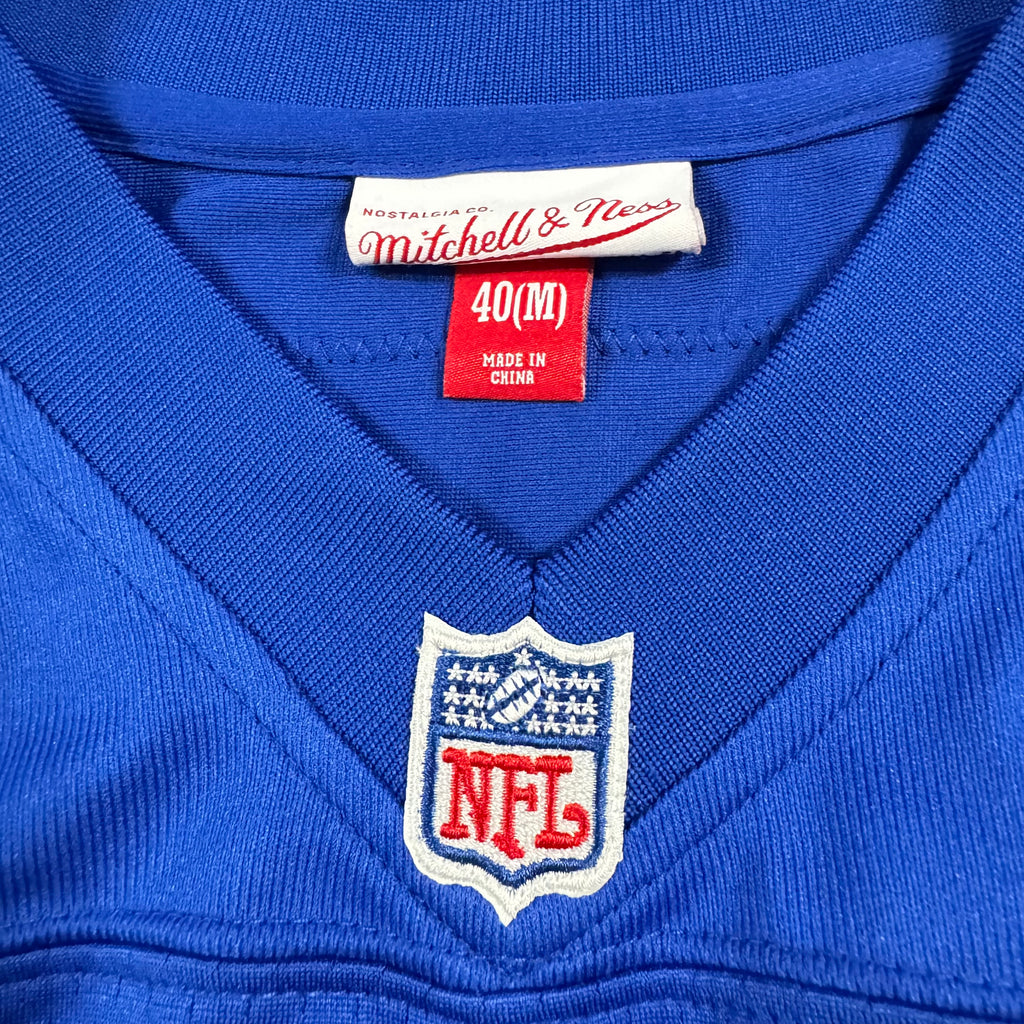 NOSTALGIA CO.
Mitchell & Ness
40(M)
MADE IN
CHINA
NFL